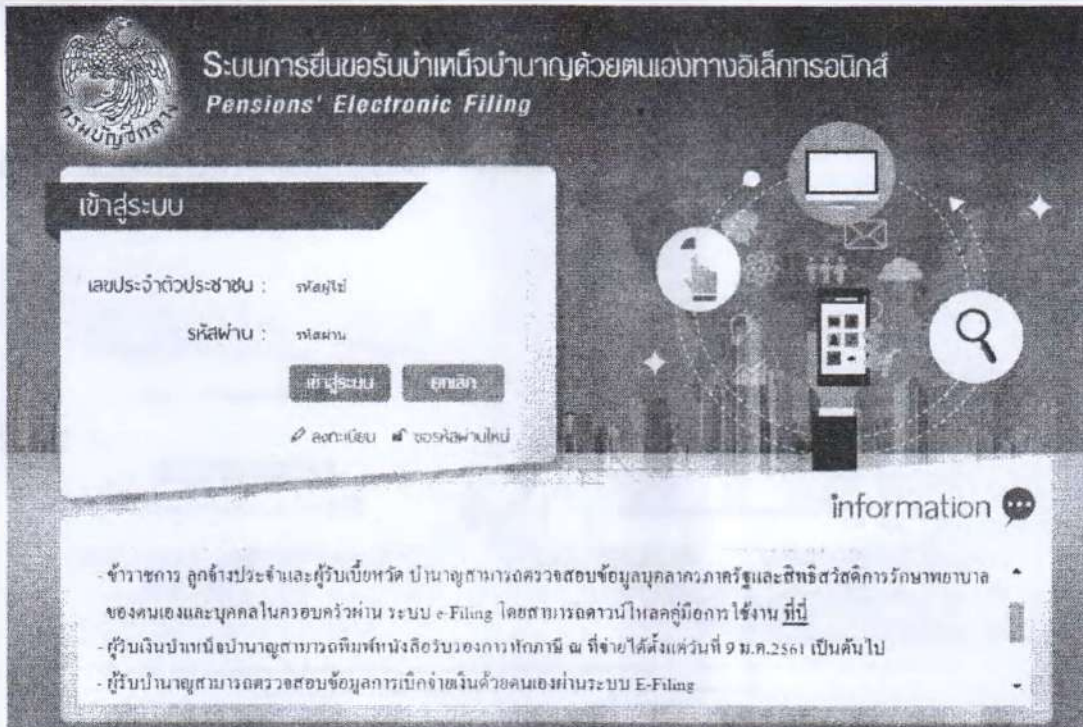 กรมบัญชีกลาง
ระบบการยื่นขอรับบำเหน็จบำนาญด้วยตนเองทางอิเล็กทรอนิกส์
Pensions' Electronic Filing
เข้าสู่ระบบ
เลขประจำตัวประชาชน : รหัสผู้ใช้
รหัสผ่าน : รหัสผ่าน
เข้าสู่ระบบ ยกเลิก
ลงทะเบียน ขอรหัสผ่านใหม่
information
- ข้าราชการ ลูกจ้างประจำและผู้รับเบี้ยหวัด บำนาญสามารถตรวจสอบข้อมูลบุคลากรภาครัฐและสิทธิสวัสดิการรักษาพยาบาล
ของตนเองและบุคคลในครอบครัวผ่าน ระบบ e-Filing โดยสามารถดาวน์โหลดคู่มือการใช้งาน ที่นี่
- ผู้รับเงินบำเหน็จบำนาญสามารถพิมพ์หนังสือรับรองการหักภาษี ณ ที่จ่ายได้ตั้งแต่วันที่ 9 ม.ค.2561 เป็นต้นไป
- ผู้รับบำนาญสามารถตรวจสอบข้อมูลการเบิกจ่ายเงินด้วยตนเองผ่านระบบ E-Filing